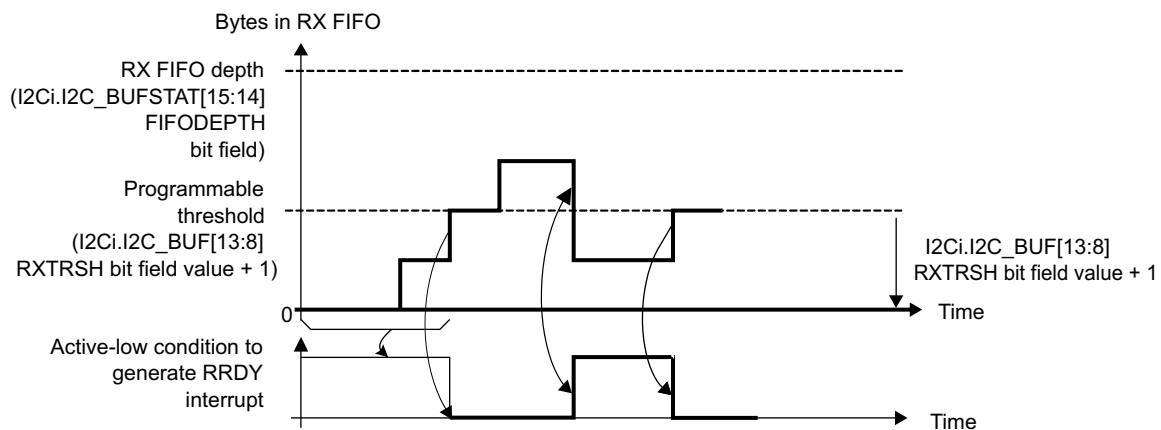 Bytes in RX FIFO
RX FIFO depth
(I2Ci.I2C_BUFSTAT[15:14]
FIFODEPTH
bit field)
Programmable
threshold
(I2Ci.I2C_BUF[13:8]
RXTRSH bit field value + 1)
I2Ci.I2C_BUF[13:8]
RXTRSH bit field value + 1
0
Time
Active-low condition to
generate RRDY
interrupt
Time